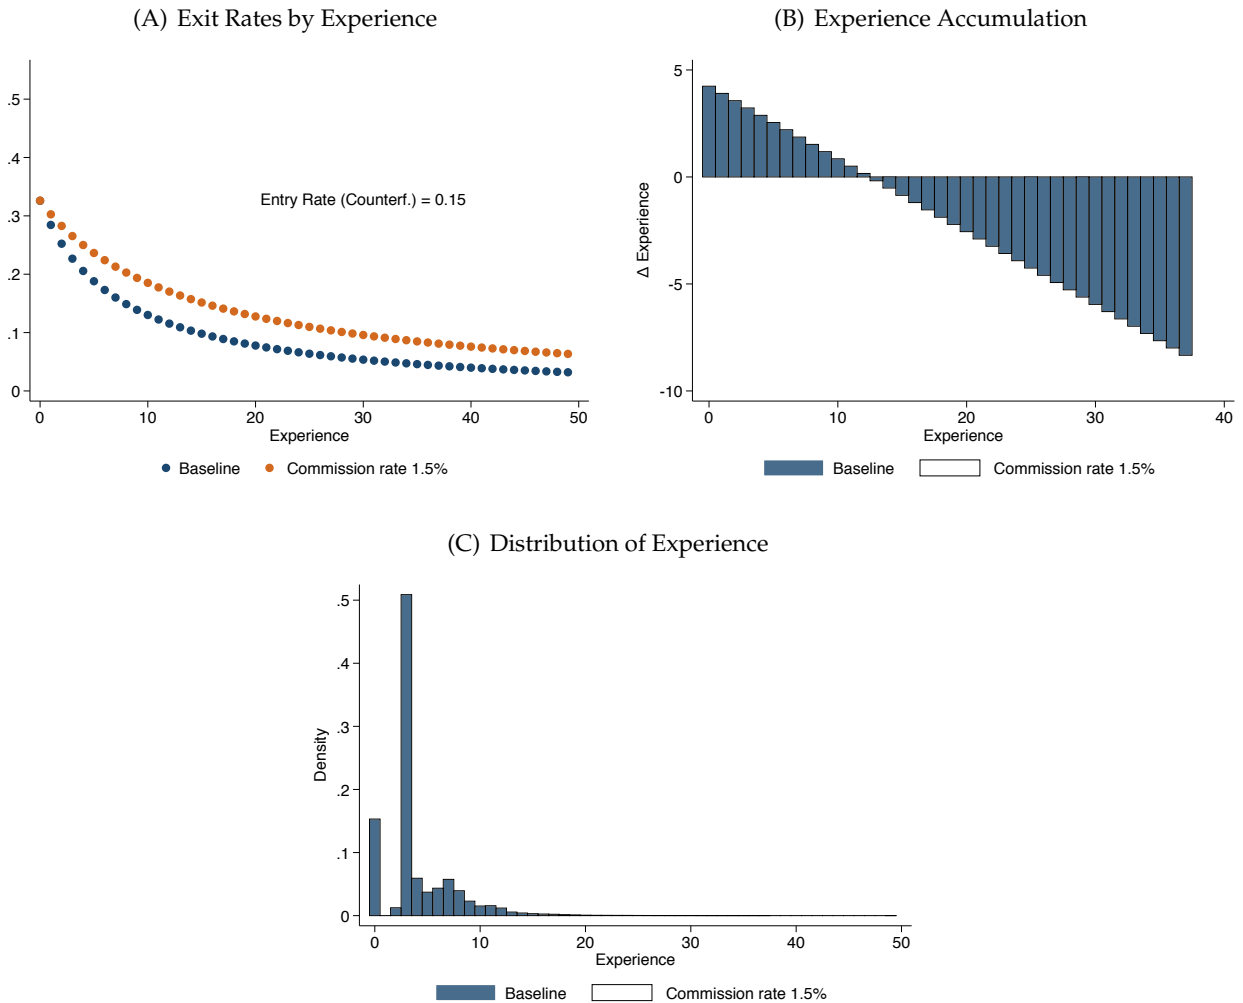 (A) Exit Rates by Experience
.5
.4
.3
.2
.1
0
Entry Rate (Counterf.) = 0.15
0 10 20 30 40 50
Experience
Baseline Commission rate 1.5%
(B) Experience Accumulation
5
0
-5
-10
Δ Experience
0 10 20 30 40
Experience
Baseline Commission rate 1.5%
(C) Distribution of Experience
.5
.4
.3
.2
.1
0
Density
0 10 20 30 40 50
Experience
Baseline Commission rate 1.5%